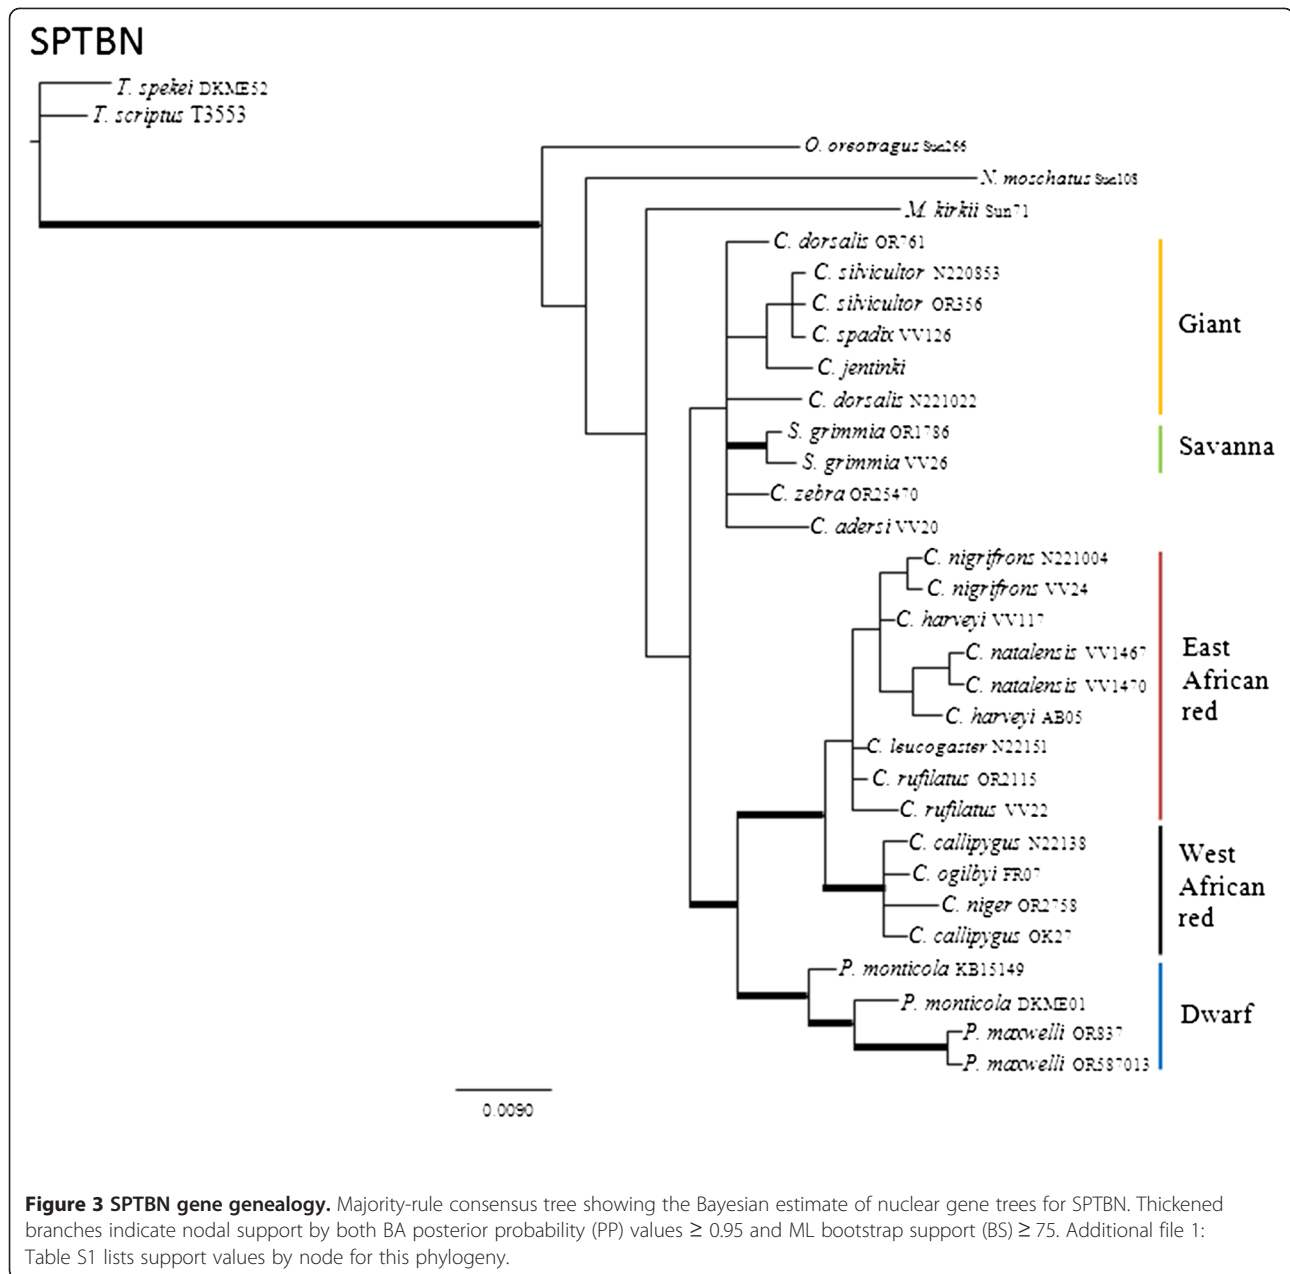 SPTBN
T. spekei DKME52
T. scriptus T3553
O. oreotragus Sun266
N. moschatus Sun108
M. kirkii Sun71
C. dorsalis OR761
C. silvicultor N220853
C. silvicultor OR356
Giant
C. spadix VV126
C. jentinki
C. dorsalis N221022
S. grimmia OR1786
Savanna
S. grimmia VV26
C. zebra OR25470
C. adersi VV20
C. nigrifrons N221004
C. nigrifrons VV24
C. harveyi VV117
C. natalensis VV1467
East
African
red
C. natalensis VV1470
C. harveyi AB05
C. leucogaster N22151
C. rufilatus OR2115
C. rufilatus VV22
C. callipygus N22138
West
African
red
C. ogilbyi FR07
C. niger OR2758
C. callipygus OK27
P. monticola KB15149
P. monticola DKME01
Dwarf
P. maxwelli OR837
P. maxwelli OR587013
0.0090
Figure 3 SPTBN gene genealogy. Majority-rule consensus tree showing the Bayesian estimate of nuclear gene trees for SPTBN. Thickened
branches indicate nodal support by both BA posterior probability (PP) values ≥ 0.95 and ML bootstrap support (BS) ≥ 75. Additional file 1:
Table S1 lists support values by node for this phylogeny.